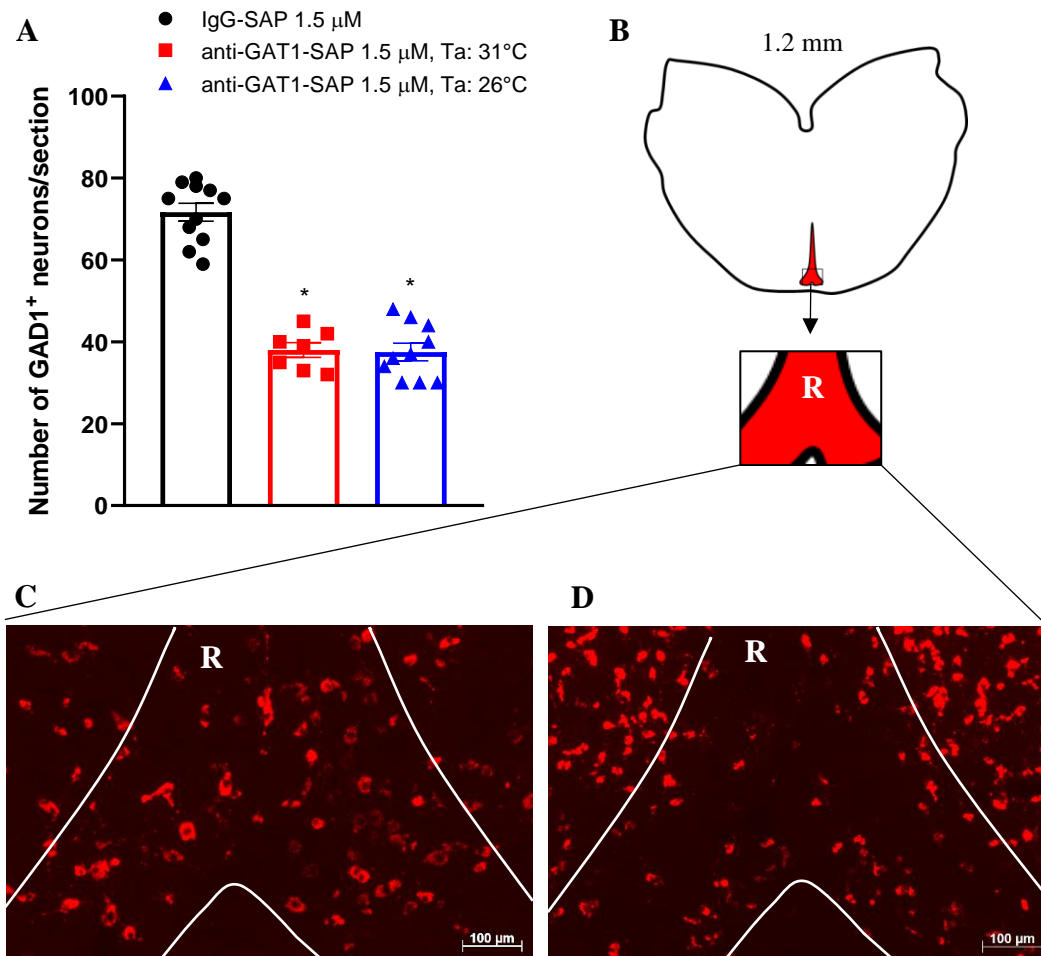 A
IgG-SAP 1.5 μM
anti-GAT1-SAP 1.5 μM, Ta: 31°C
anti-GAT1-SAP 1.5 μM, Ta: 26°C
Number of GAD1⁺ neurons/section
100
80
60
40
20
0
*
*
B
1.2 mm
R
C
R
100 μm
D
R
100 μm